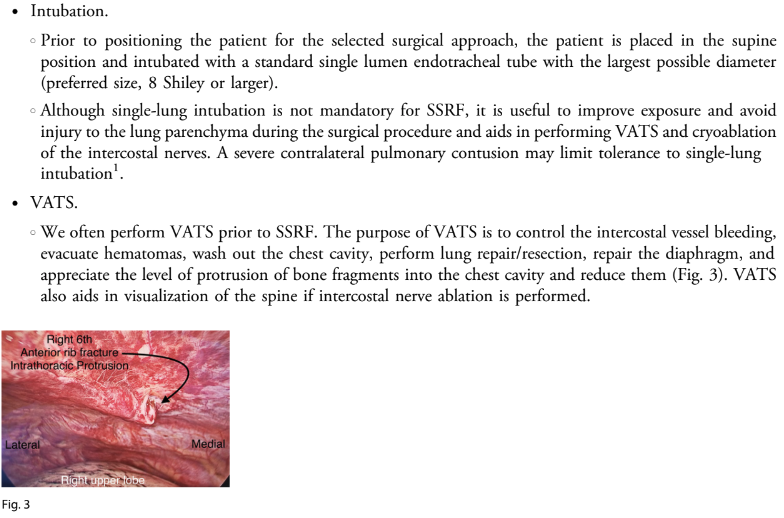 • Intubation.
◦ Prior to positioning the patient for the selected surgical approach, the patient is placed in the supine
position and intubated with a standard single lumen endotracheal tube with the largest possible diameter
(preferred size, 8 Shiley or larger).
◦ Although single-lung intubation is not mandatory for SSRF, it is useful to improve exposure and avoid
injury to the lung parenchyma during the surgical procedure and aids in performing VATS and cryoablation
of the intercostal nerves. A severe contralateral pulmonary contusion may limit tolerance to single-lung
intubation1.
• VATS.
◦ We often perform VATS prior to SSRF. The purpose of VATS is to control the intercostal vessel bleeding,
evacuate hematomas, wash out the chest cavity, perform lung repair/resection, repair the diaphragm, and
appreciate the level of protrusion of bone fragments into the chest cavity and reduce them (Fig. 3). VATS
also aids in visualization of the spine if intercostal nerve ablation is performed.
Right 6th
Anterior rib fracture
Intrathoracic Protrusion
Lateral
Medial
Right upper lobe
Fig. 3